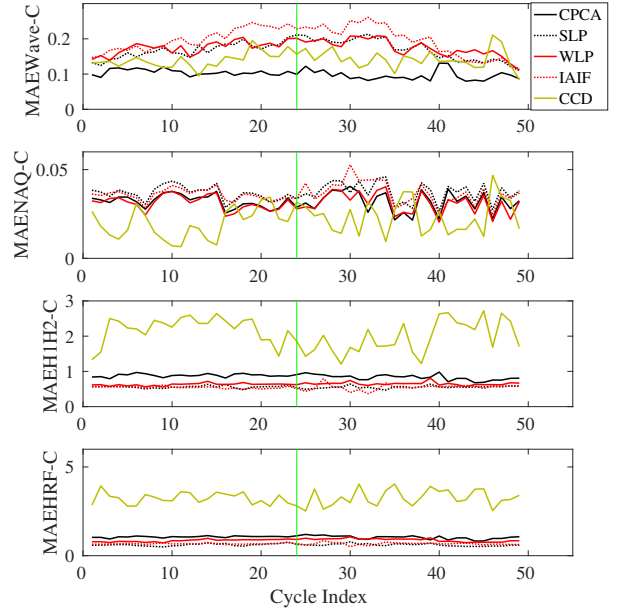 MAEWave-C
0.2
0.1
0
0 10 20 30 40 50
CPCA
SLP
WLP
IAIF
CCD
MAENAQ-C
0.05
0
0 10 20 30 40 50
MAEH1H2-C
3
2
1
0
0 10 20 30 40 50
MAEHRF-C
5
0
0 10 20 30 40 50
Cycle Index